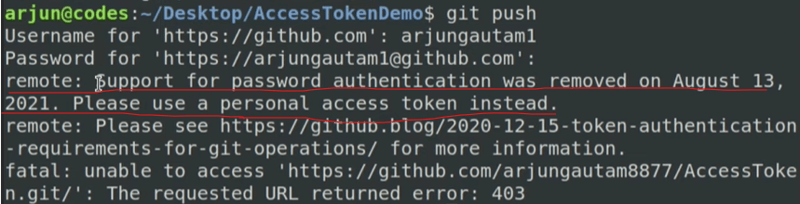 arjun@codes:~/Desktop/AccessTokenDemo$ git push
Username for 'https://github.com': arjungautam1
Password for 'https://arjungautam1@github.com':
remote: Support for password authentication was removed on August 13,
2021. Please use a personal access token instead.
remote: Please see https://github.blog/2020-12-15-token-authentication
-requirements-for-git-operations/ for more information.
fatal: unable to access 'https://github.com/arjungautam8877/AccessToke
n.git/': The requested URL returned error: 403